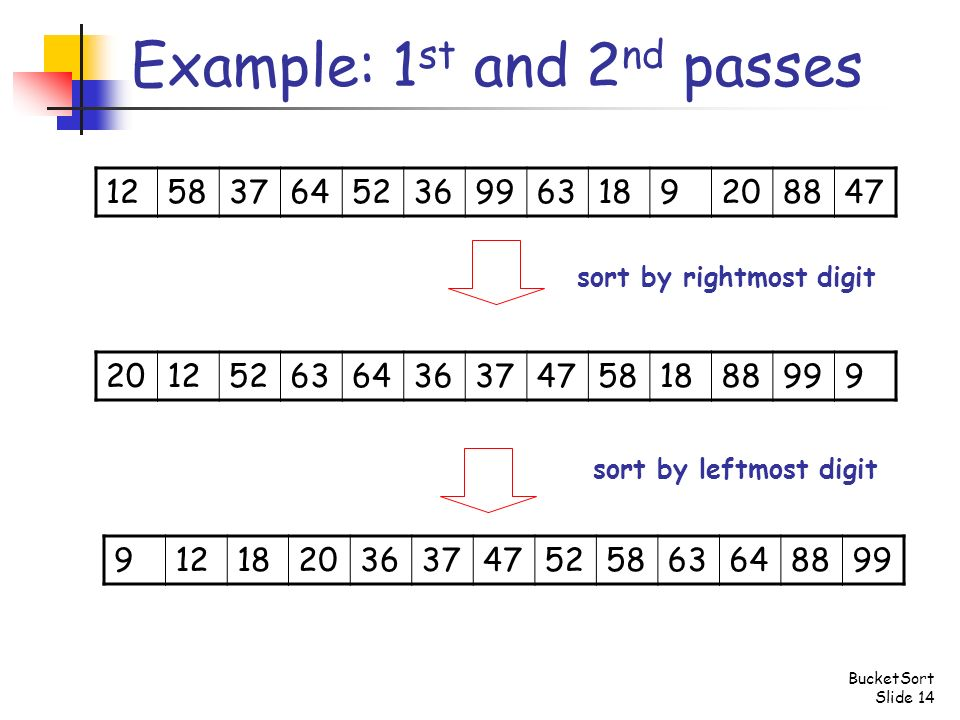 Example: 1st and 2nd passes
12 58 37 64 52 36 99 63 18 9 20 88 47
sort by rightmost digit
20 12 52 63 64 36 37 47 58 18 88 99 9
sort by leftmost digit
9 12 18 20 36 37 47 52 58 63 64 88 99
BucketSort
Slide 14